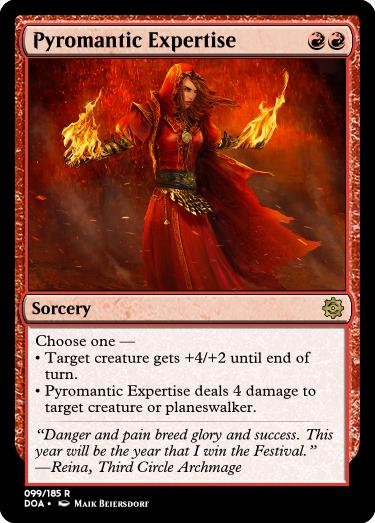 Pyromantic Expertise
Sorcery
Choose one —
• Target creature gets +4/+2 until end of
turn.
• Pyromantic Expertise deals 4 damage to
target creature or planeswalker.
“Danger and pain breed glory and success. This
year will be the year that I win the Festival.”
—Reina, Third Circle Archmage
099/185 R
DOA • Maik Beiersdorf